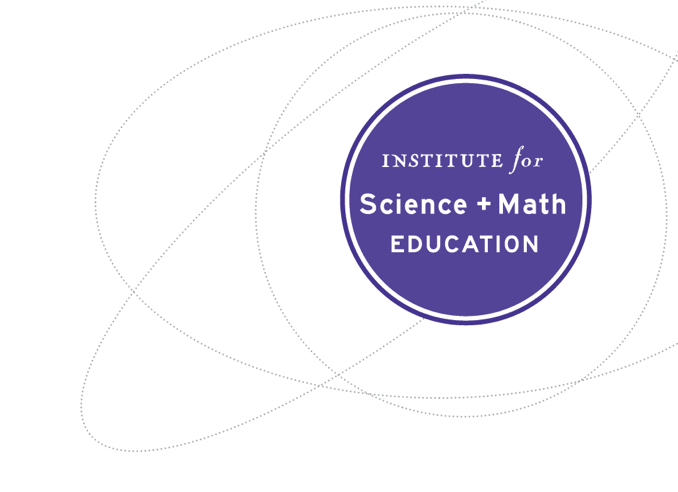 INSTITUTE for
Science + Math
EDUCATION